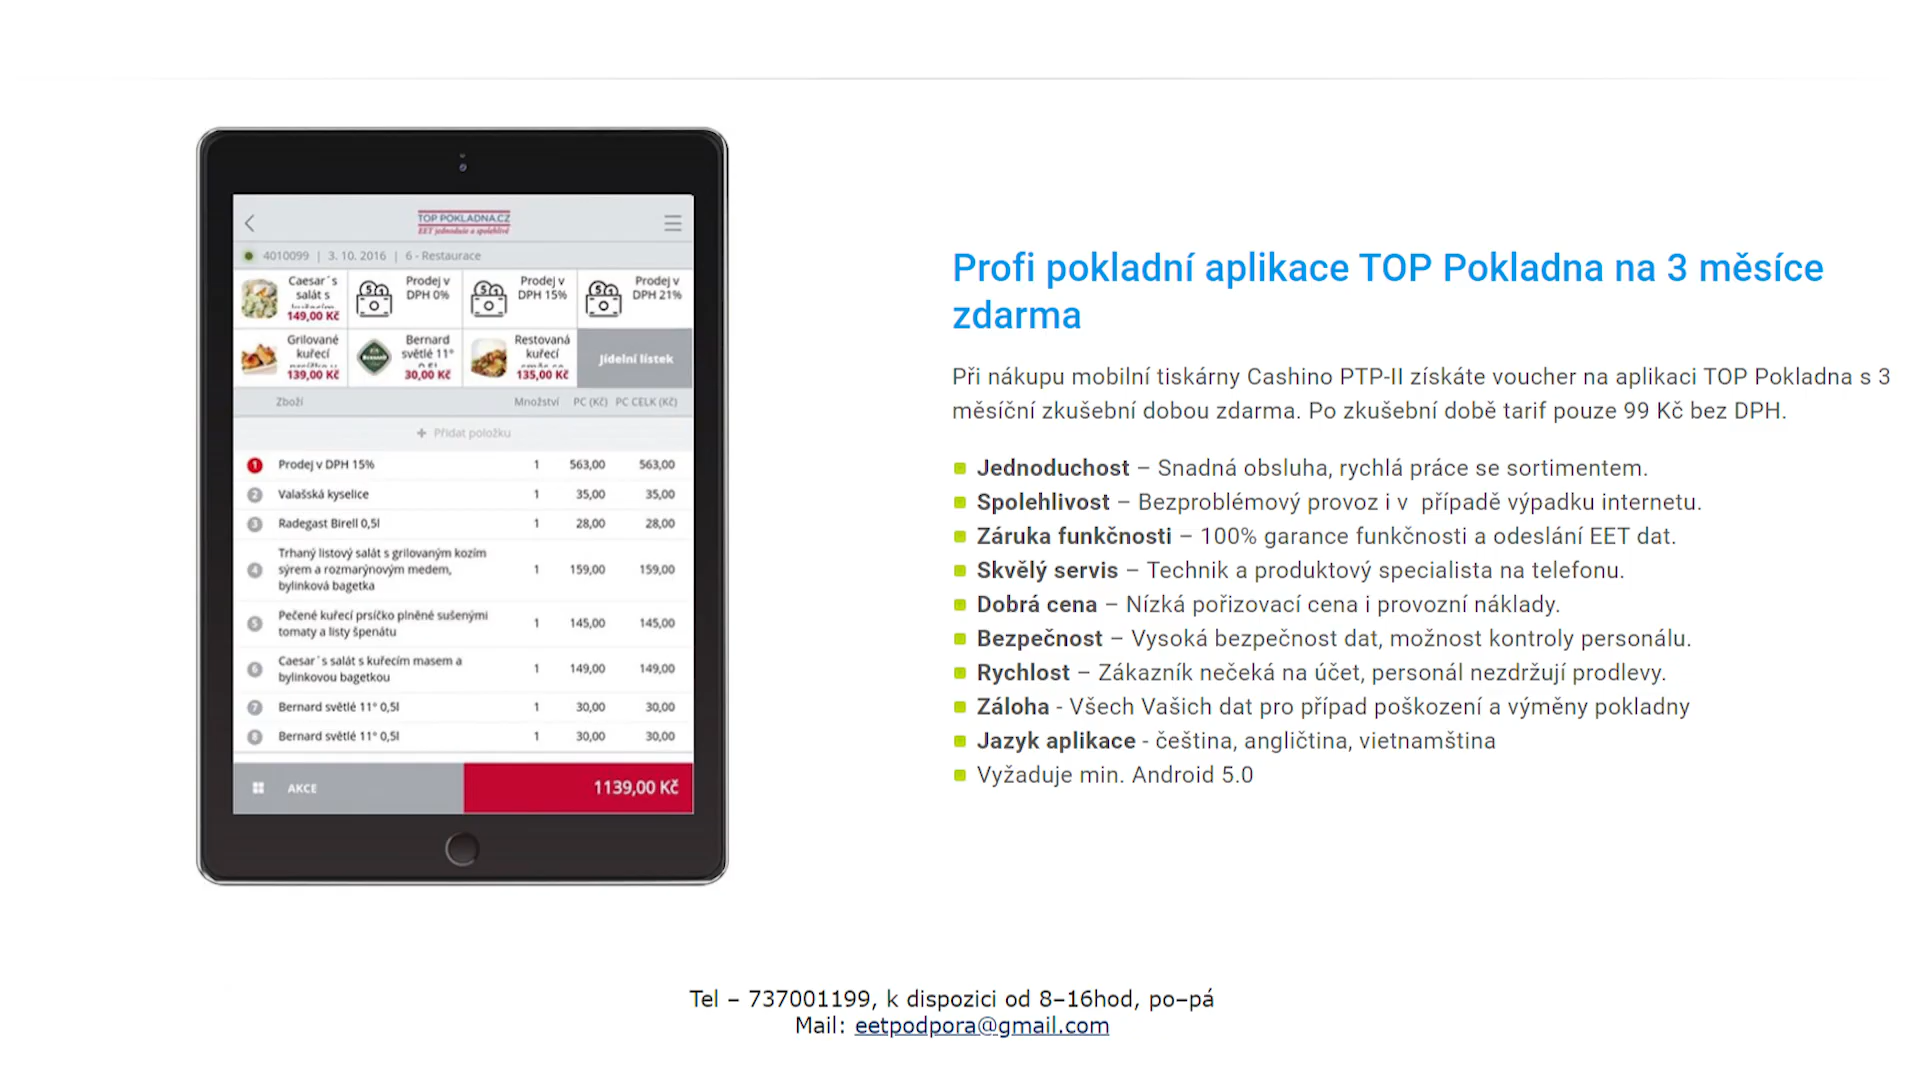 TOP POKLADNA.CZ
EET jednoduše a spolehlivě
4010099 | 3. 10. 2016 | 6 - Restaurace
Caesar´s
salát s
149,00 Kč
Prodej v
DPH 0%
Prodej v
DPH 15%
Prodej v
DPH 21%
Grilované
kuřecí
139,00 Kč
Bernard
světlé 11°
30,00 Kč
Restovaná
kuřecí
135,00 Kč
Jídelní lístek
Zboží Množství PC (Kč) PC CELK (Kč)
+ Přidat položku
1 Prodej v DPH 15% 1 563,00 563,00
2 Valašská kyselice 1 35,00 35,00
3 Radegast Birell 0,5l 1 28,00 28,00
Trhaný listový salát s grilovaným kozím
4 sýrem a rozmarýnovým medem, 1 159,00 159,00
bylinková bagetka
Pečené kuřecí prsíčko plněné sušenými
5 tomaty a listy špenátu 1 145,00 145,00
Caesar´s salát s kuřecím masem a
6 bylinkovou bagetkou 1 149,00 149,00
7 Bernard světlé 11° 0,5l 1 30,00 30,00
8 Bernard světlé 11° 0,5l 1 30,00 30,00
AKCE 1139,00 Kč
Profi pokladní aplikace TOP Pokladna na 3 měsíce
zdarma
Při nákupu mobilní tiskárny Cashino PTP-II získáte voucher na aplikaci TOP Pokladna s 3
měsíční zkušební dobou zdarma. Po zkušební době tarif pouze 99 Kč bez DPH.
Jednoduchost – Snadná obsluha, rychlá práce se sortimentem.
Spolehlivost – Bezproblémový provoz i v případě výpadku internetu.
Záruka funkčnosti – 100% garance funkčnosti a odeslání EET dat.
Skvělý servis – Technik a produktový specialista na telefonu.
Dobrá cena – Nízká pořizovací cena i provozní náklady.
Bezpečnost – Vysoká bezpečnost dat, možnost kontroly personálu.
Rychlost – Zákazník nečeká na účet, personál nezdržují prodlevy.
Záloha - Všech Vašich dat pro případ poškození a výměny pokladny
Jazyk aplikace - čeština, angličtina, vietnamština
Vyžaduje min. Android 5.0
Tel – 737001199, k dispozici od 8–16hod, po–pá
Mail: eetpodpora@gmail.com